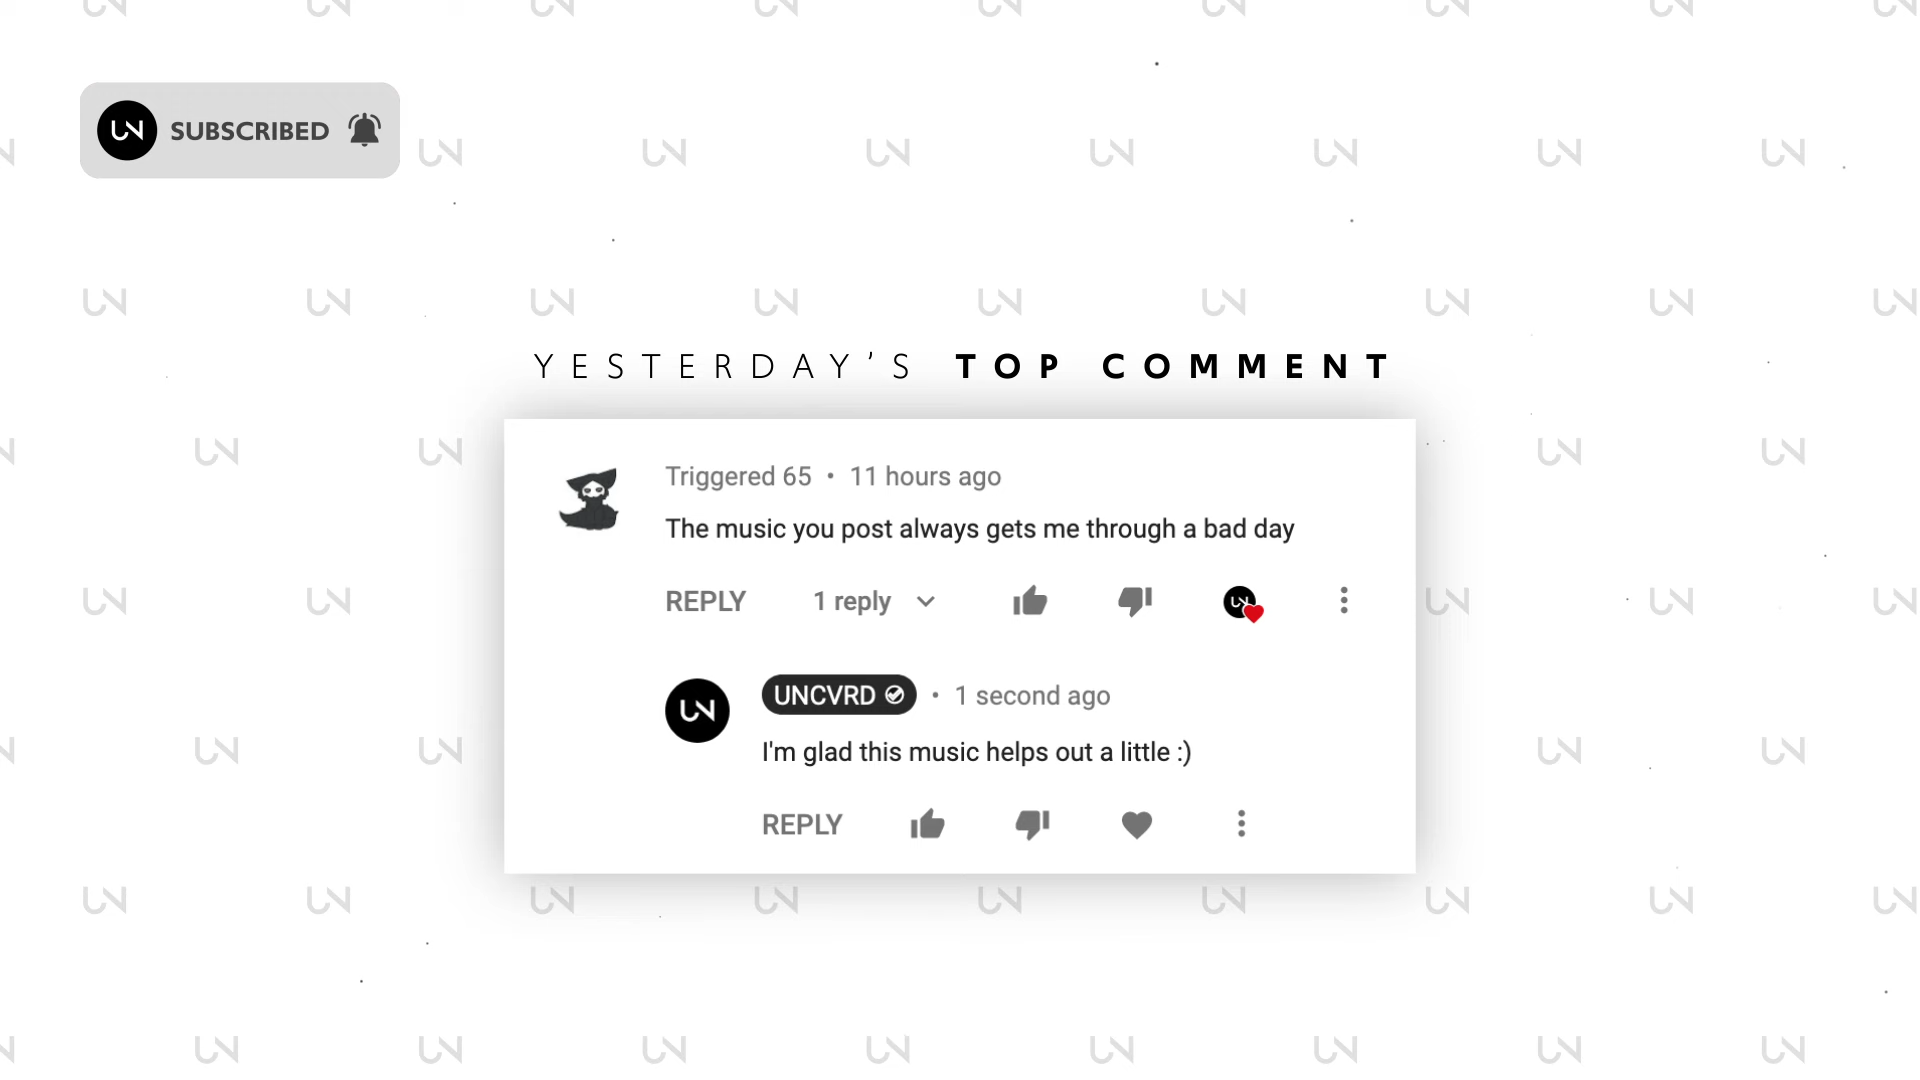 SUBSCRIBED
YESTERDAY'S TOP COMMENT
Triggered 65 • 11 hours ago
The music you post always gets me through a bad day
REPLY 1 reply
UNCVRD • 1 second ago
I'm glad this music helps out a little :)
REPLY